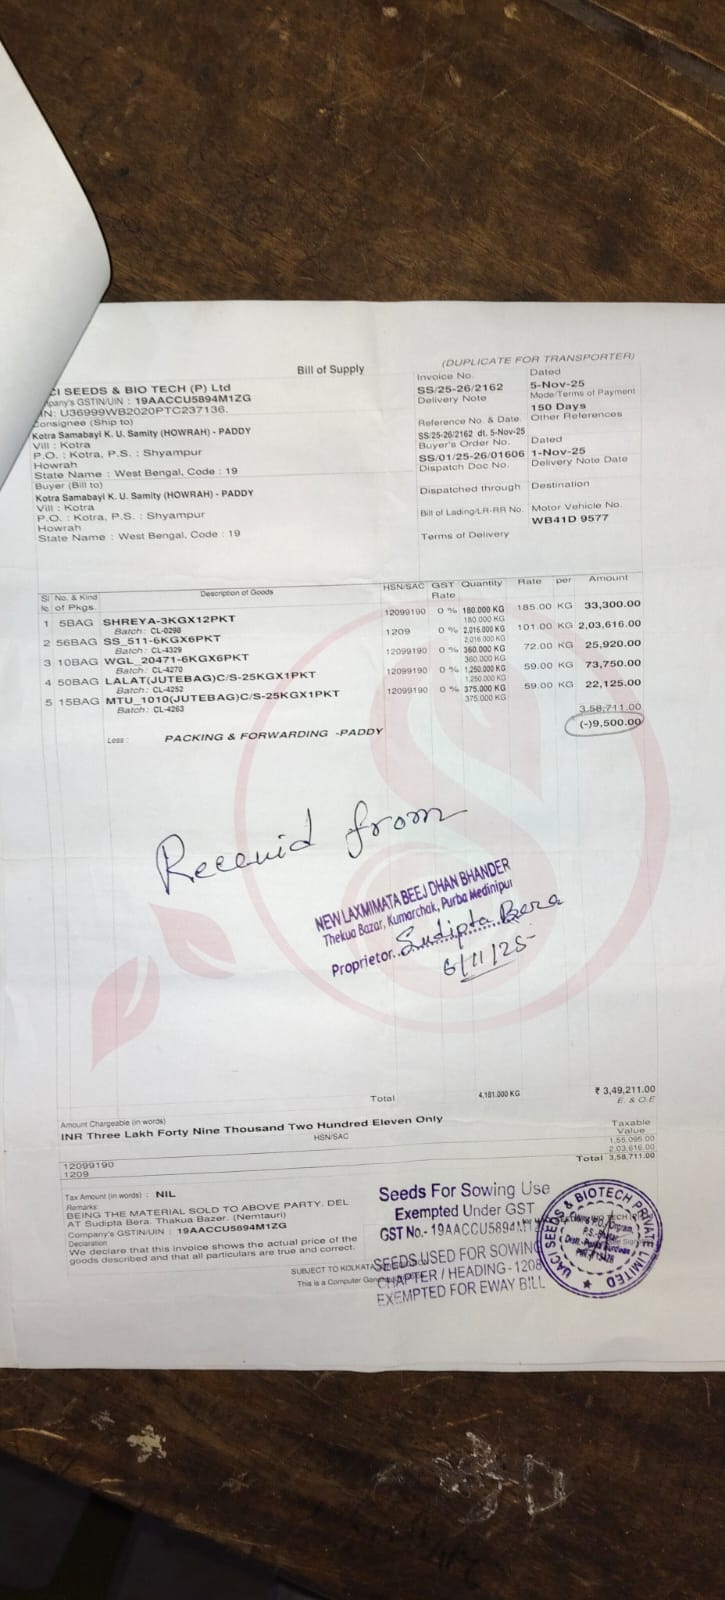 Bill of Supply
(DUPLICATE FOR TRANSPORTER)
CI SEEDS & BIO TECH (P) Ltd
pany's GSTIN/UIN : 19AACCU5894M1ZG
IN: U36999WB2020PTC237136.
Consignee (Ship to)
Kotra Samabayi K. U. Samity (HOWRAH) - PADDY
Vill : Kotra
P.O. : Kotra, P.S. : Shyampur
Howrah
State Name : West Bengal, Code : 19
Buyer (Bill to)
Kotra Samabayi K. U. Samity (HOWRAH) - PADDY
Vill : Kotra
P.O. : Kotra, P.S. : Shyampur
Howrah
State Name : West Bengal, Code : 19
Invoice No. Dated
SS/25-26/2162 5-Nov-25
Delivery Note Mode/Terms of Payment
150 Days
Reference No. & Date. Other References
SS/25-26/2162 dt. 5-Nov-25
Buyer's Order No. Dated
SS/01/25-26/01606 1-Nov-25
Dispatch Doc No. Delivery Note Date
Dispatched through Destination
Bill of Lading/LR-RR No. Motor Vehicle No.
WB41D 9577
Terms of Delivery
Sl No. & Kind Description of Goods HSN/SAC GST Quantity Rate per Amount
No. of Pkgs. Rate
1 5BAG SHREYA-3KGX12PKT 12099190 0 % 180.000 KG 185.00 KG 33,300.00
Batch: CL-0298 180.000 KG
2 56BAG SS_511-6KGX6PKT 1209 0 % 2,016.000 KG 101.00 KG 2,03,616.00
Batch: CL-4329 2,016.000 KG
3 10BAG WGL_20471-6KGX6PKT 12099190 0 % 360.000 KG 72.00 KG 25,920.00
Batch: CL-4270 360.000 KG
4 50BAG LALAT(JUTEBAG)C/S-25KGX1PKT 12099190 0 % 1,250.000 KG 59.00 KG 73,750.00
Batch: CL-4252 1,250.000 KG
5 15BAG MTU_1010(JUTEBAG)C/S-25KGX1PKT 12099190 0 % 375.000 KG 59.00 KG 22,125.00
Batch: CL-4263 375.000 KG
3,58,711.00
Less : PACKING & FORWARDING -PADDY (-)9,500.00
Receuid from
NEW LAXMIMATA BEEJ DHAN BHANDER
Thekua Bazar, Kumarchak, Purba Medinipur
Proprietor. Sudipta Bera
6/11/25-
Total 4,181.000 KG ₹ 3,49,211.00
E. & O.E
Amount Chargeable (in words)
INR Three Lakh Forty Nine Thousand Two Hundred Eleven Only
HSN/SAC Taxable
Value
12099190 1,55,095.00
1209 2,03,616.00
Total 3,58,711.00
Tax Amount (in words) : NIL
Remarks:
BEING THE MATERIAL SOLD TO ABOVE PARTY. DEL
AT Sudipta Bera. Thakua Bazer. (Nemtauri)
Company's GSTIN/UIN : 19AACCU5894M1ZG
Declaration
We declare that this invoice shows the actual price of the
goods described and that all particulars are true and correct.
SUBJECT TO KOLKATA
This is a Computer
Seeds For Sowing Use
Exempted Under GST
GST No.- 19AACCU5894M
SEEDS USED FOR SOWING
CHAPTER / HEADING - 1208
EXEMPTED FOR EWAY BILL
UACI SEEDS & BIOTECH PRIVATE LIMITED